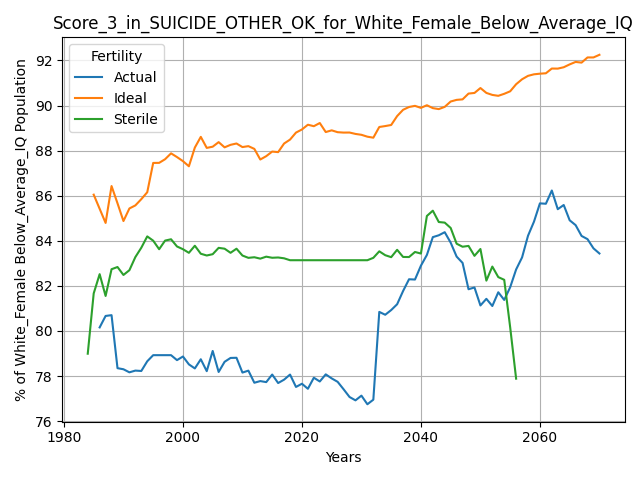 Score_3_in_SUICIDE_OTHER_OK_for_White_Female_Below_Average_IQ
Fertility
Actual
Ideal
Sterile
% of White_Female Below_Average_IQ Population
92
90
88
86
84
82
80
78
76
1980
2000
2020
2040
2060
Years